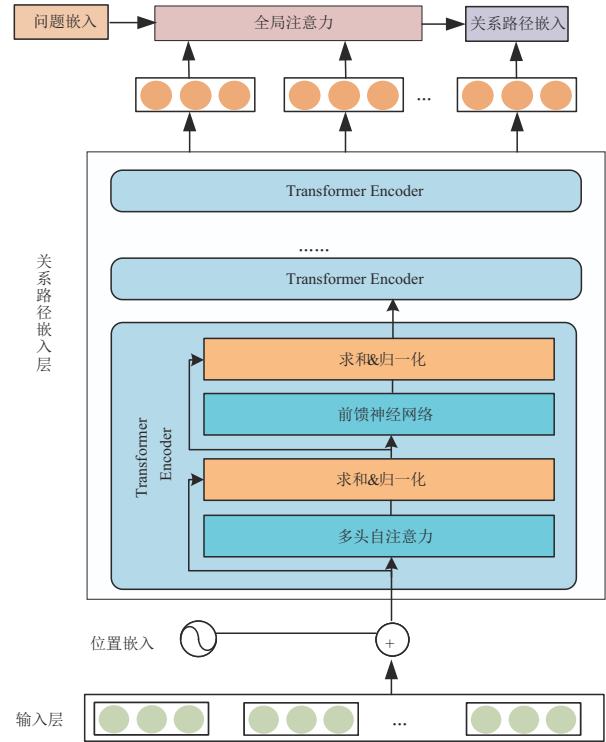 问题嵌入
全局注意力
关系路径嵌入
...
Transformer Encoder
......
Transformer Encoder
关系路径嵌入层
求和&归一化
前馈神经网络
Transformer
Encoder
求和&归一化
多头自注意力
位置嵌入
+
输入层
...